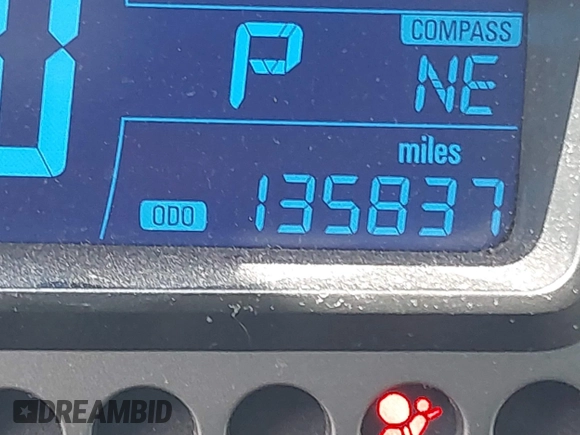 COMPASS
P NE
miles
ODO 135837
DREAMBID